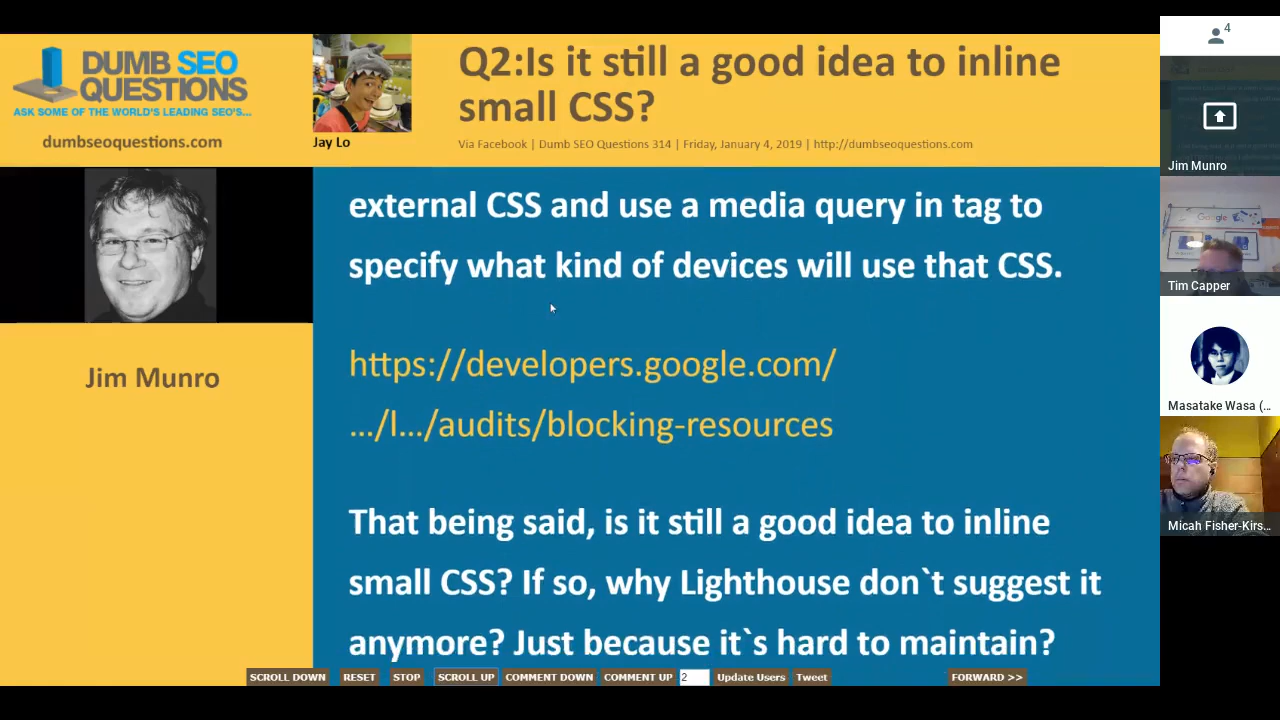 DUMB SEO
QUESTIONS
ASK SOME OF THE WORLD'S LEADING SEO'S...
dumbseoquestions.com
Jay Lo
Q2:Is it still a good idea to inline
small CSS?
Via Facebook | Dumb SEO Questions 314 | Friday, January 4, 2019 | http://dumbseoquestions.com
Jim Munro
external CSS and use a media query in tag to
specify what kind of devices will use that CSS.
https://developers.google.com/
…/l…/audits/blocking-resources
That being said, is it still a good idea to inline
small CSS? If so, why Lighthouse don`t suggest it
anymore? Just because it`s hard to maintain?
SCROLL DOWN RESET STOP SCROLL UP COMMENT DOWN COMMENT UP 2 Update Users Tweet FORWARD >>
4
Jim Munro
Google
Tim Capper
Masatake Wasa (...
Micah Fisher-Kirs...